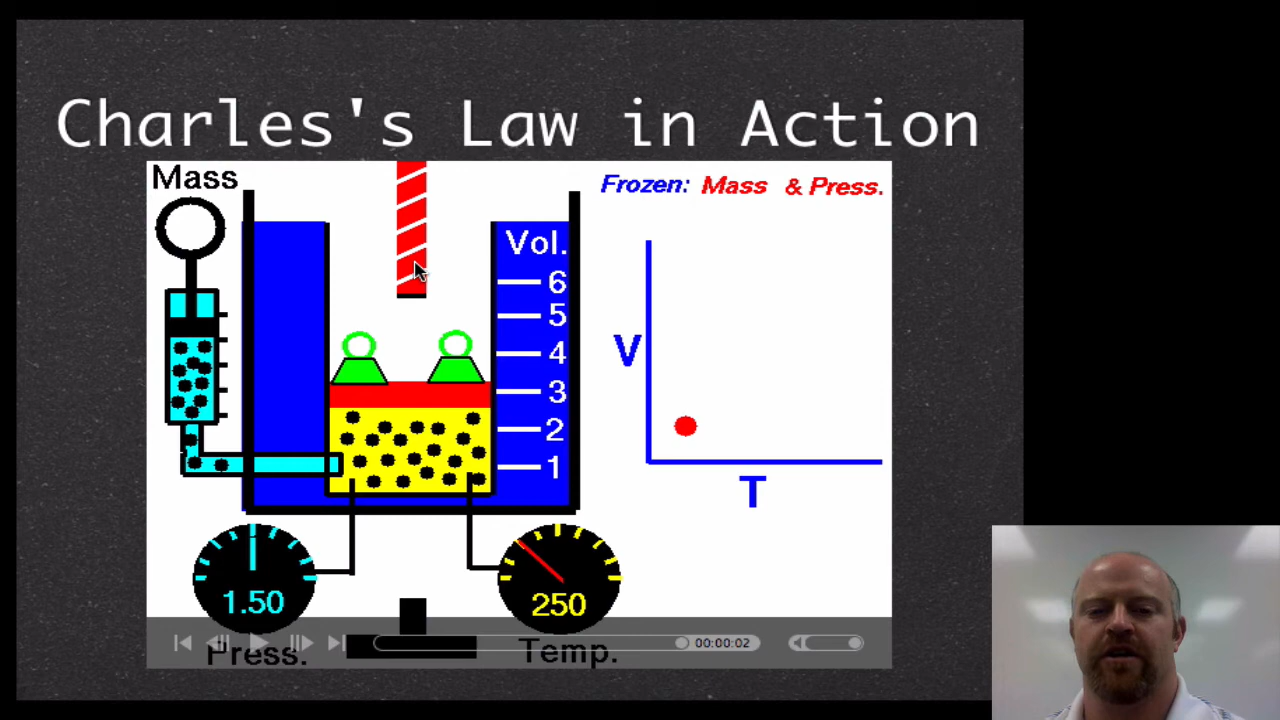 Charles's Law in Action
Mass
Frozen: Mass & Press.
Vol.
6
5
4
3
2
1
V
T
1.50
250
00:00:02
Press.
Temp.